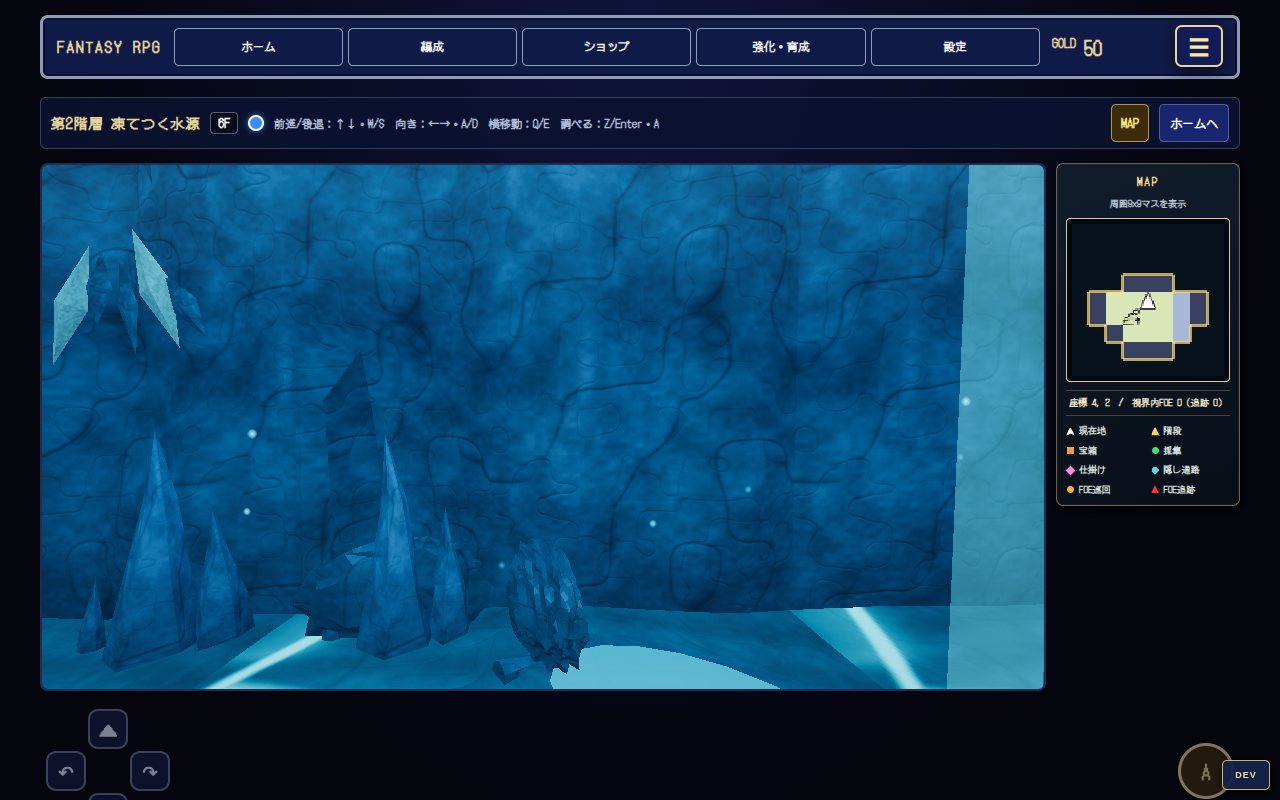 FANTASY RPG
ホーム
編成
ショップ
強化・育成
設定
GOLD 50
第2階層 凍てつく水源
6F
前進/後退：↑↓・W/S 向き：←→・A/D 横移動：Q/E 調べる：Z/Enter・A
MAP
ホームへ
MAP
周囲9x9マスを表示
座標 4, 2 / 視界内FOE 0（追跡 0）
現在地
階段
宝箱
採集
仕掛け
隠し通路
FOE巡回
FOE追跡
A
DEV